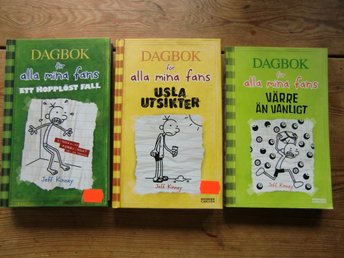 DAGBOK
för
alla mina fans
ETT HOPPLÖST FALL
Jeff Kinney
DAGBOK
för
alla mina fans
USLA
UTSIKTER
Jeff Kinney
DAGBOK
för
alla mina fans
VÄRRE
ÄN VANLIGT
Jeff Kinney